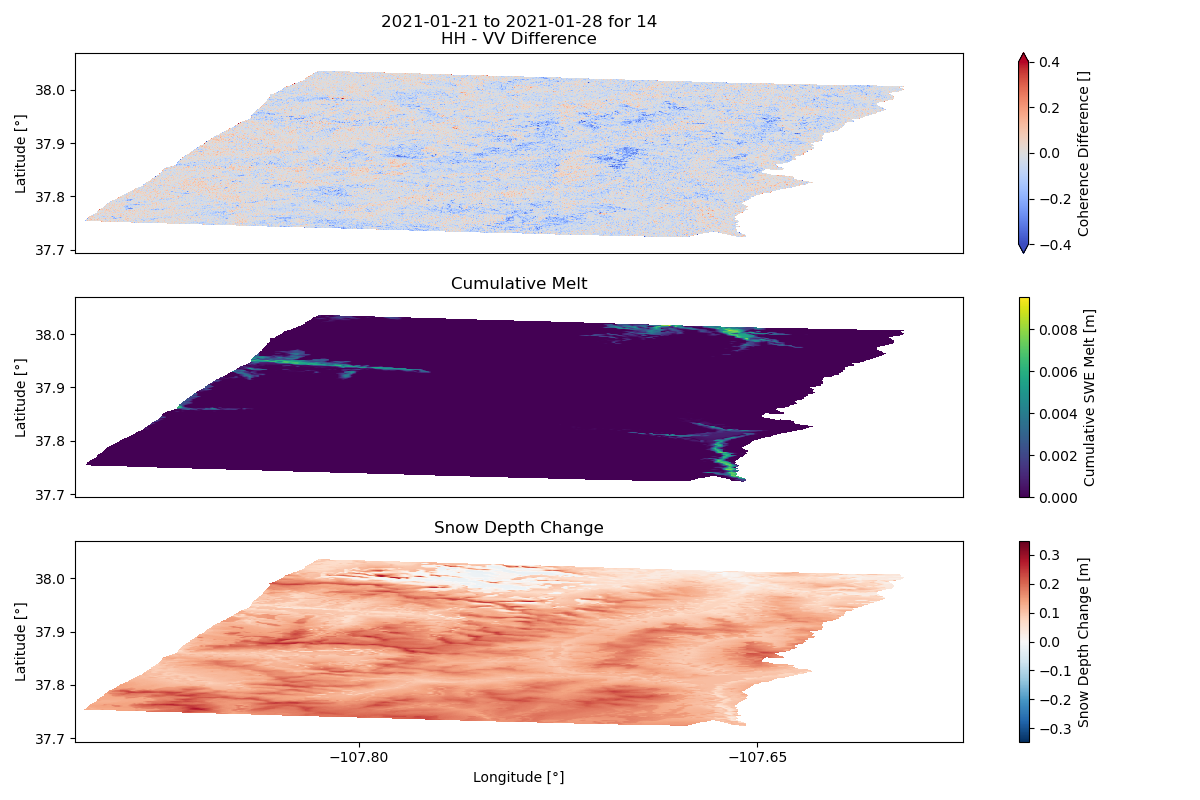 2021-01-21 to 2021-01-28 for 14
HH - VV Difference
Latitude [°]
38.0
37.9
37.8
37.7
0.4
0.2
0.0
−0.2
−0.4
Coherence Difference []
Cumulative Melt
Latitude [°]
38.0
37.9
37.8
37.7
0.008
0.006
0.004
0.002
0.000
Cumulative SWE Melt [m]
Snow Depth Change
Latitude [°]
38.0
37.9
37.8
37.7
0.3
0.2
0.1
0.0
−0.1
−0.2
−0.3
Snow Depth Change [m]
−107.80
−107.65
Longitude [°]